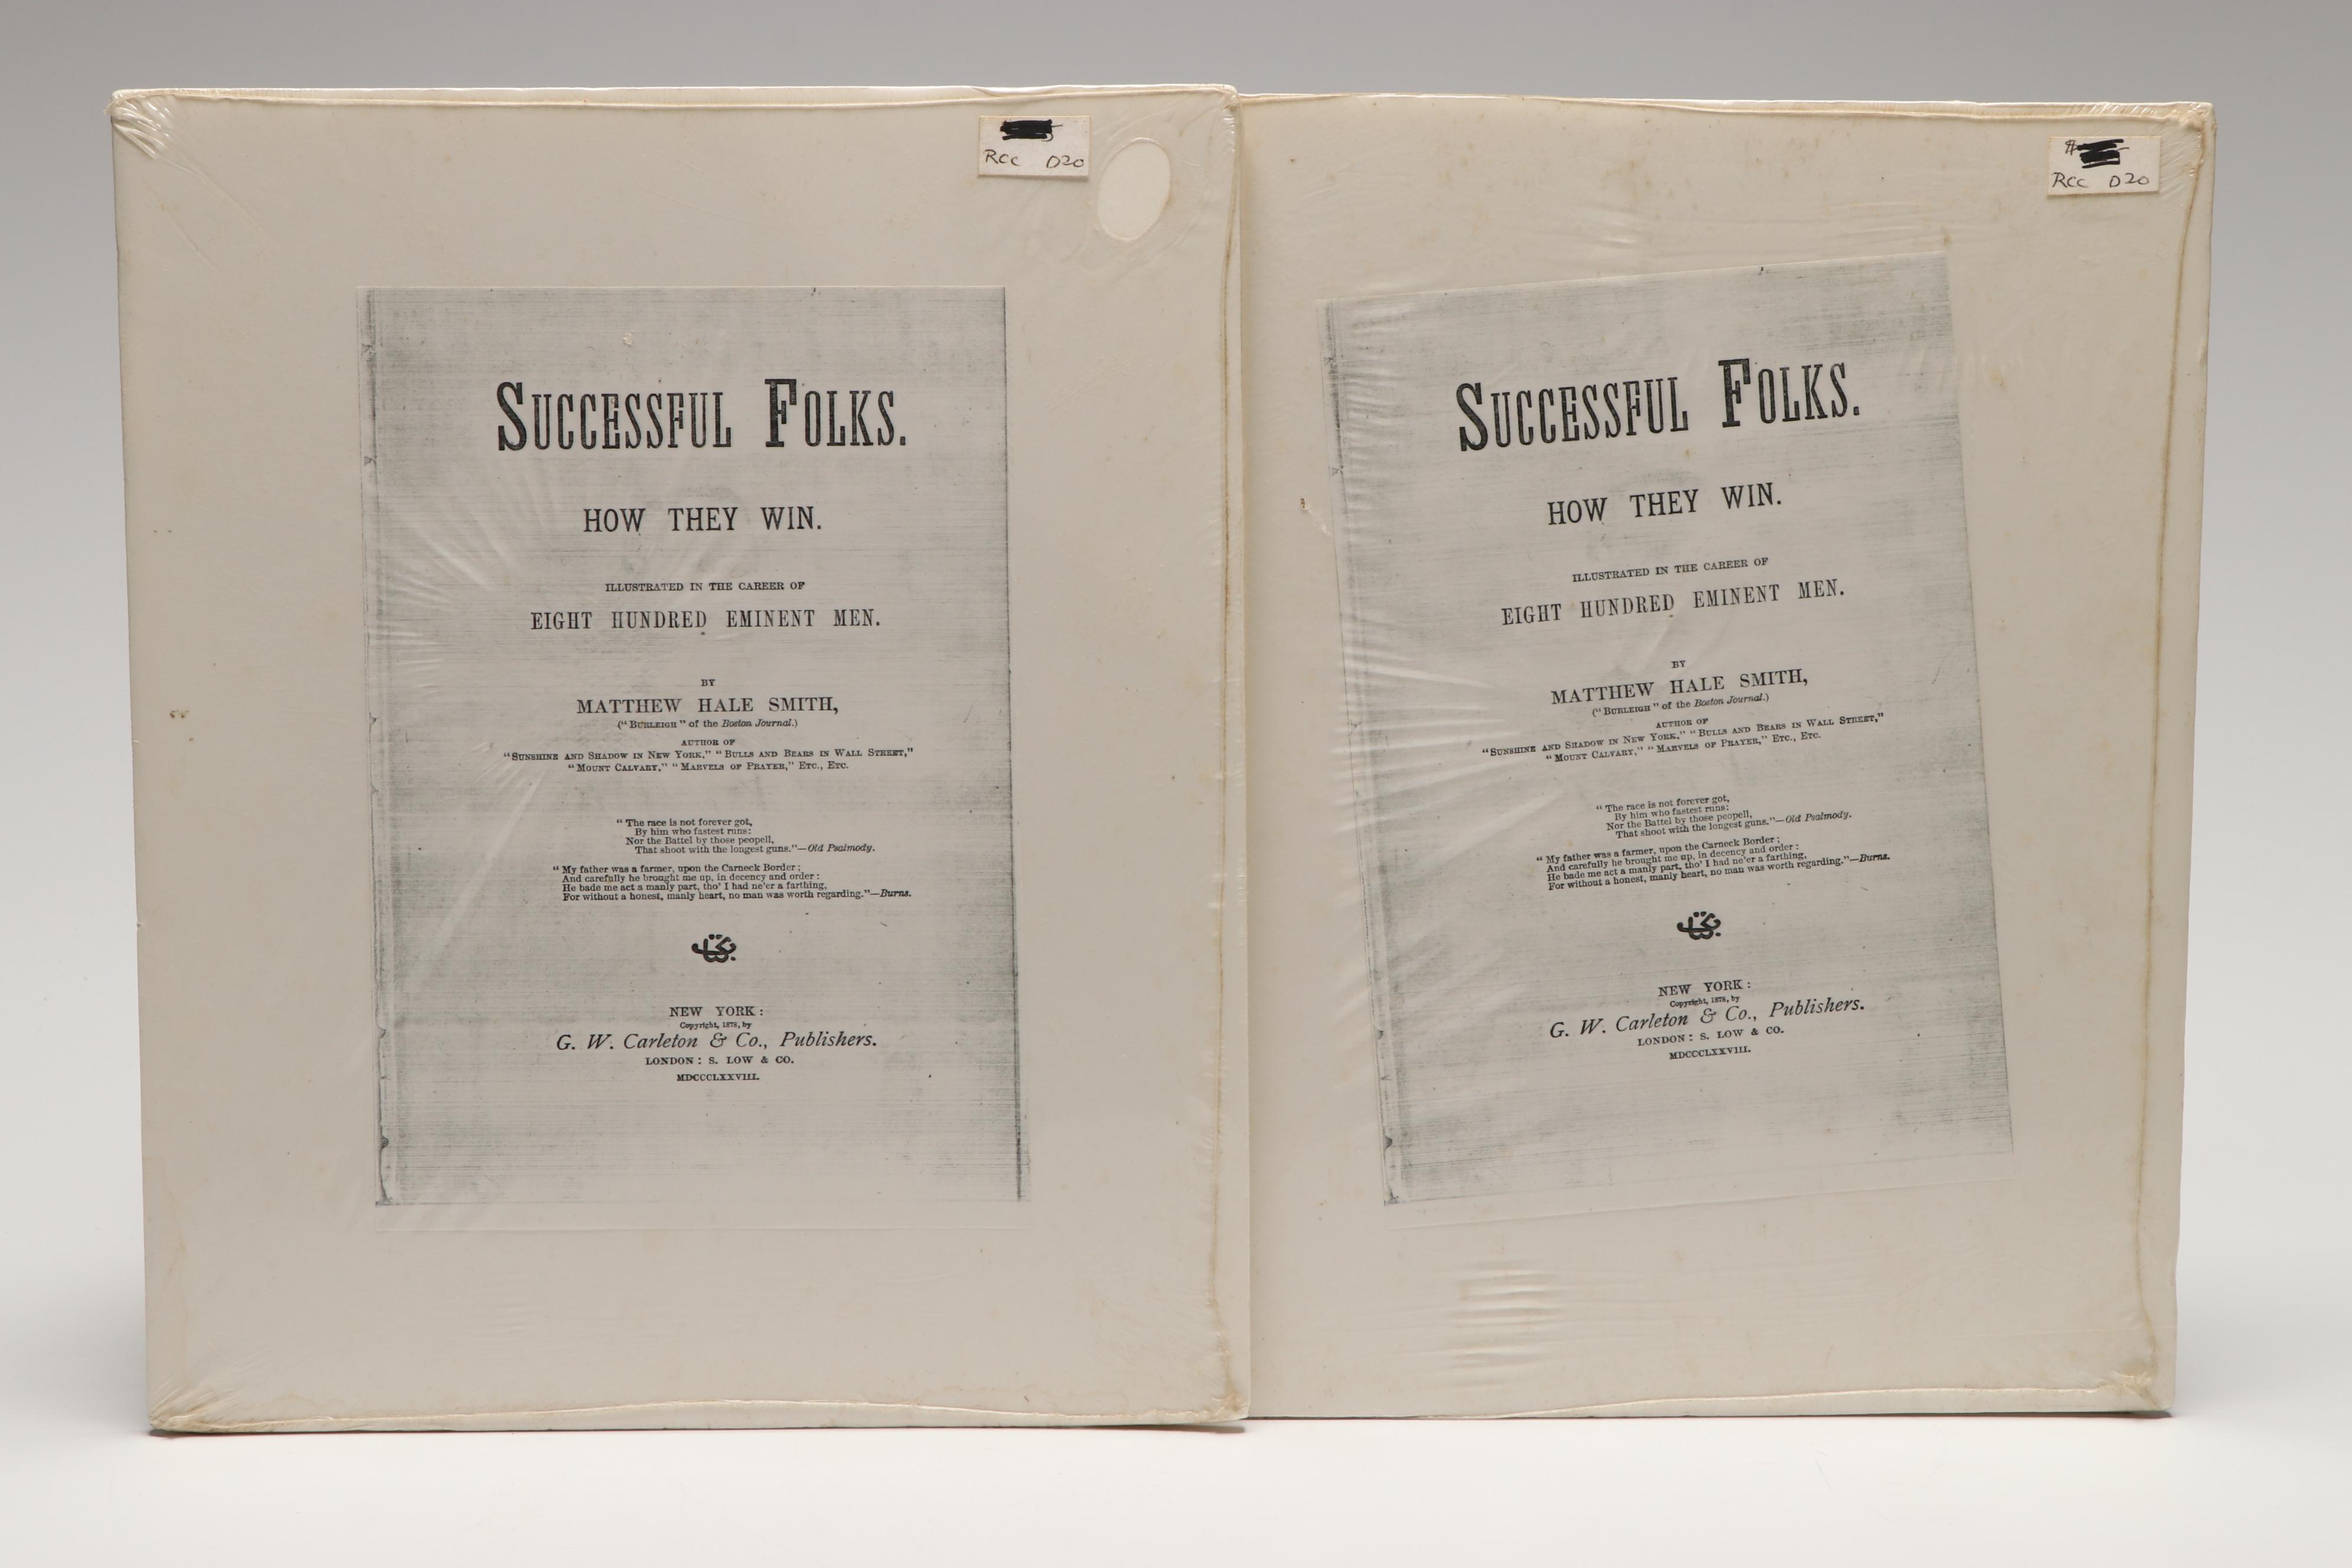 RCC D20
SUCCESSFUL FOLKS.
HOW THEY WIN.
ILLUSTRATED IN THE CAREER OF
EIGHT HUNDRED EMINENT MEN.
BY
MATTHEW HALE SMITH,
("BURLEIGH" of the Boston Journal.)
AUTHOR OF
"SUNSHINE AND SHADOW IN NEW YORK," "BULLS AND BEARS IN WALL STREET,"
"MOUNT CALVARY," "MARVELS OF PRAYER," ETC., ETC.
"The race is not forever got,
By him who fastest runs:
Nor the Battel by those peopell,
That shoot with the longest guns."—Old Psalmody.
"My father was a farmer, upon the Carneck Border;
And carefully he brought me up, in decency and order:
He bade me act a manly part, tho' I had ne'er a farthing,
For without a honest, manly heart, no man was worth regarding."—Burns.
NEW YORK:
Copyright, 1878, by
G. W. Carleton & Co., Publishers.
LONDON: S. LOW & CO.
MDCCCLXXVIII.
$
RCC D20
SUCCESSFUL FOLKS.
HOW THEY WIN.
ILLUSTRATED IN THE CAREER OF
EIGHT HUNDRED EMINENT MEN.
BY
MATTHEW HALE SMITH,
("BURLEIGH" of the Boston Journal.)
AUTHOR OF
"SUNSHINE AND SHADOW IN NEW YORK," "BULLS AND BEARS IN WALL STREET,"
"MOUNT CALVARY," "MARVELS OF PRAYER," ETC., ETC.
"The race is not forever got,
By him who fastest runs:
Nor the Battel by those peopell,
That shoot with the longest guns."—Old Psalmody.
"My father was a farmer, upon the Carneck Border;
And carefully he brought me up, in decency and order:
He bade me act a manly part, tho' I had ne'er a farthing,
For without a honest, manly heart, no man was worth regarding."—Burns.
NEW YORK:
Copyright, 1878, by
G. W. Carleton & Co., Publishers.
LONDON: S. LOW & CO.
MDCCCLXXVIII.